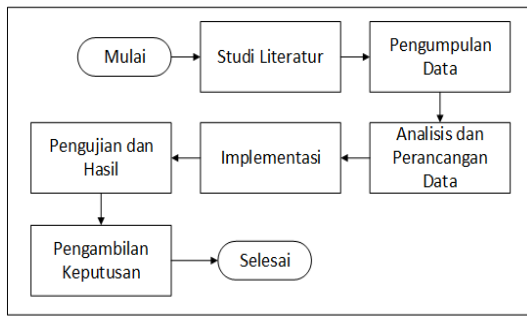 Mulai
Studi Literatur
Pengumpulan
Data
Analisis dan
Perancangan
Data
Implementasi
Pengujian dan
Hasil
Pengambilan
Keputusan
Selesai